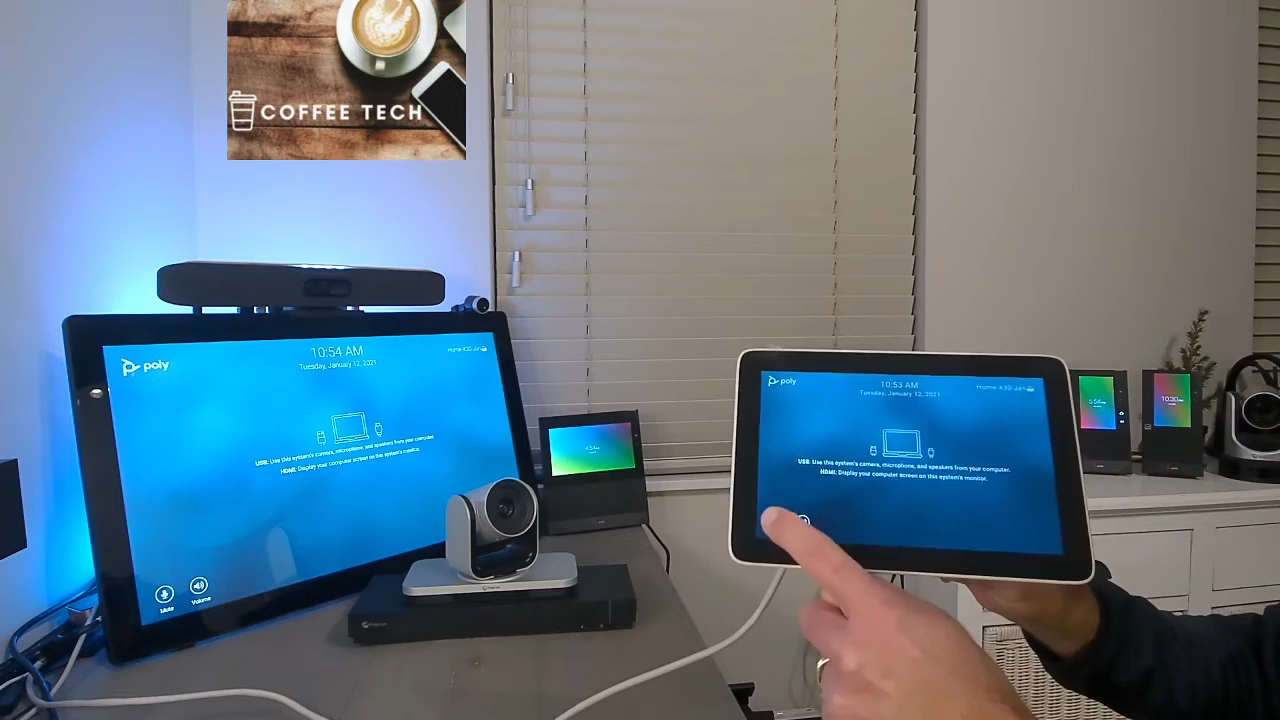 COFFEE TECH
poly
10:54 AM
Tuesday, January 12, 2021
USB: Use this system's camera, microphone, and speakers from your computer.
HDMI: Display your computer screen on this system's monitor.
Mute
Volume
poly
10:53 AM
Tuesday, January 12, 2021
Home-X30-Jan
USB: Use this system's camera, microphone, and speakers from your computer.
HDMI: Display your computer screen on this system's monitor.